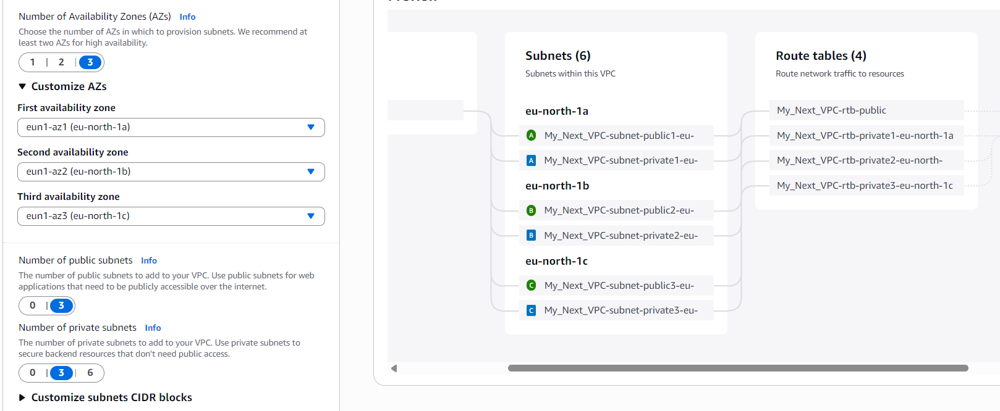 Number of Availability Zones (AZs) Info
Choose the number of AZs in which to provision subnets. We recommend at
least two AZs for high availability.
1 | 2 | 3
Customize AZs
First availability zone
eun1-az1 (eu-north-1a)
Second availability zone
eun1-az2 (eu-north-1b)
Third availability zone
eun1-az3 (eu-north-1c)
Number of public subnets Info
The number of public subnets to add to your VPC. Use public subnets for web
applications that need to be publicly accessible over the internet.
0 | 3
Number of private subnets Info
The number of private subnets to add to your VPC. Use private subnets to
secure backend resources that don't need public access.
0 | 3 | 6
Customize subnets CIDR blocks
Subnets (6)
Subnets within this VPC
eu-north-1a
A My_Next_VPC-subnet-public1-eu-
A My_Next_VPC-subnet-private1-eu-
eu-north-1b
B My_Next_VPC-subnet-public2-eu-
B My_Next_VPC-subnet-private2-eu-
eu-north-1c
C My_Next_VPC-subnet-public3-eu-
C My_Next_VPC-subnet-private3-eu-
Route tables (4)
Route network traffic to resources
My_Next_VPC-rtb-public
My_Next_VPC-rtb-private1-eu-north-1a
My_Next_VPC-rtb-private2-eu-north-
My_Next_VPC-rtb-private3-eu-north-1c